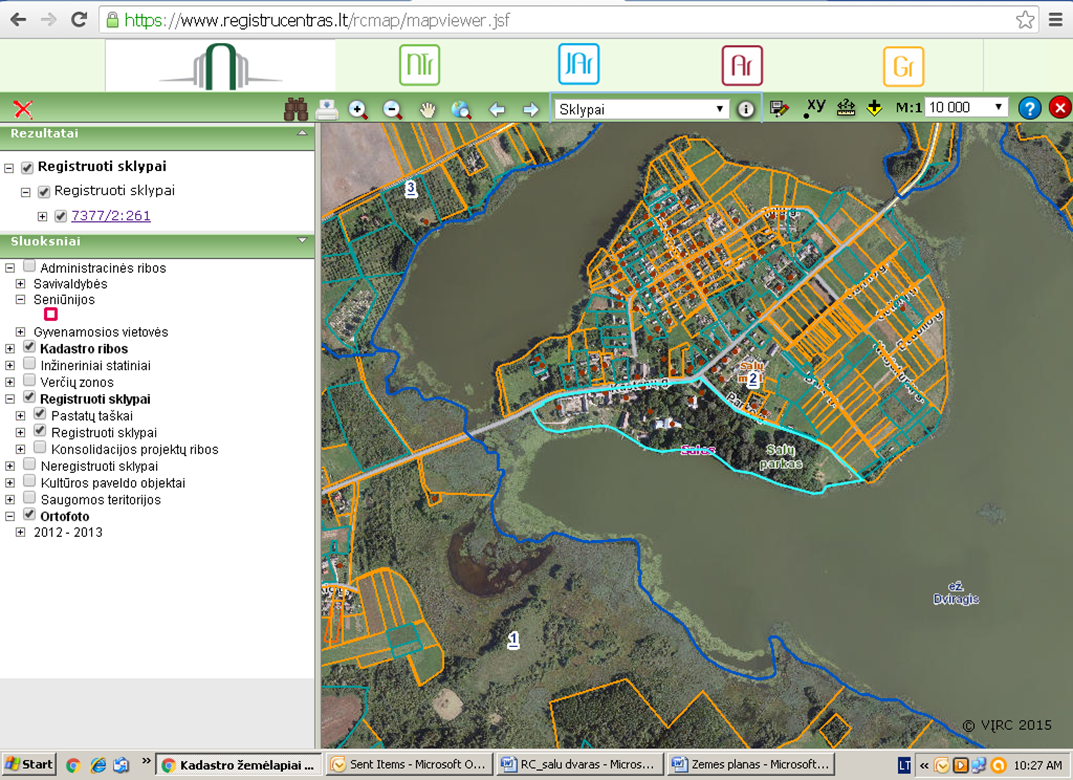 https://www.registrucentras.lt/rcmap/mapviewer.jsf
NTr
JAr
Ar
Gr
Sklypai
xy
M:1 10 000
Rezultatai
Registruoti sklypai
Registruoti sklypai
7377/2:261
Sluoksniai
Administracinės ribos
Savivaldybės
Seniūnijos
Gyvenamosios vietovės
Kadastro ribos
Inžineriniai statiniai
Verčių zonos
Registruoti sklypai
Pastatų taškai
Registruoti sklypai
Konsolidacijos projektų ribos
Neregistruoti sklypai
Kultūros paveldo objektai
Saugomos teritorijos
Ortofoto
2012 - 2013
3
Salų
2
Salos
Salų
parkas
ež.
Dviragis
1
© VĮRC 2015
Start
»
Kadastro žemėlapiai ...
Sent Items - Microsoft O...
RC_salu dvaras - Micros...
Zemes planas - Microsoft...
LT
«
10:27 AM